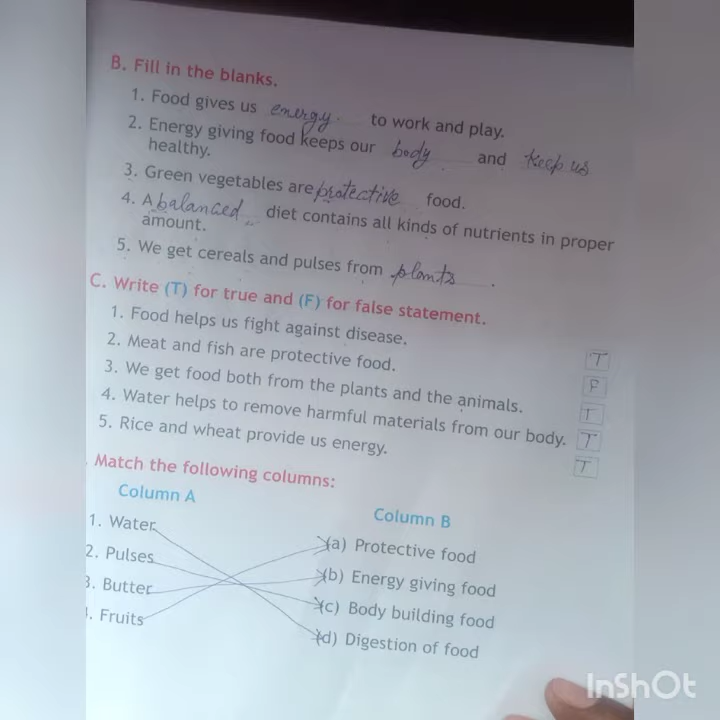 B. Fill in the blanks.
1. Food gives us energy. to work and play.
2. Energy giving food keeps our body and keep us
healthy.
3. Green vegetables are protective food.
4. A balanced diet contains all kinds of nutrients in proper
amount.
5. We get cereals and pulses from plants .
C. Write (T) for true and (F) for false statement.
1. Food helps us fight against disease. T
2. Meat and fish are protective food. F
3. We get food both from the plants and the animals. T
4. Water helps to remove harmful materials from our body. T
5. Rice and wheat provide us energy. T
. Match the following columns:
Column A Column B
1. Water (a) Protective food
2. Pulses (b) Energy giving food
3. Butter (c) Body building food
4. Fruits (d) Digestion of food
InShOt